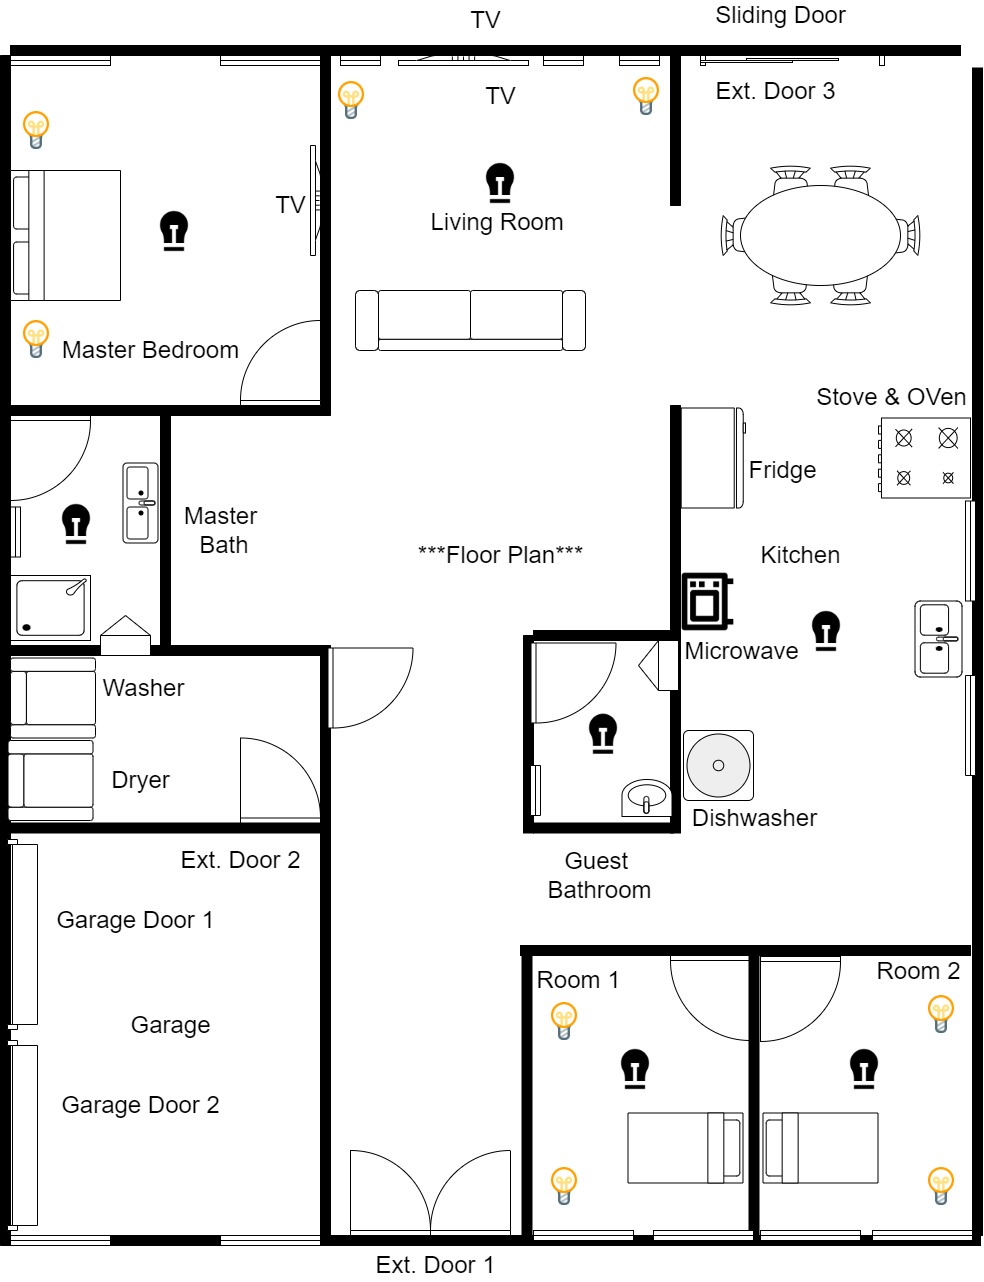 TV
Sliding Door
TV
Ext. Door 3
TV
Living Room
Master Bedroom
Stove & OVen
Fridge
Master
Bath
***Floor Plan***
Kitchen
Microwave
Washer
Dryer
Dishwasher
Ext. Door 2
Guest
Bathroom
Garage Door 1
Room 1
Room 2
Garage
Garage Door 2
Ext. Door 1